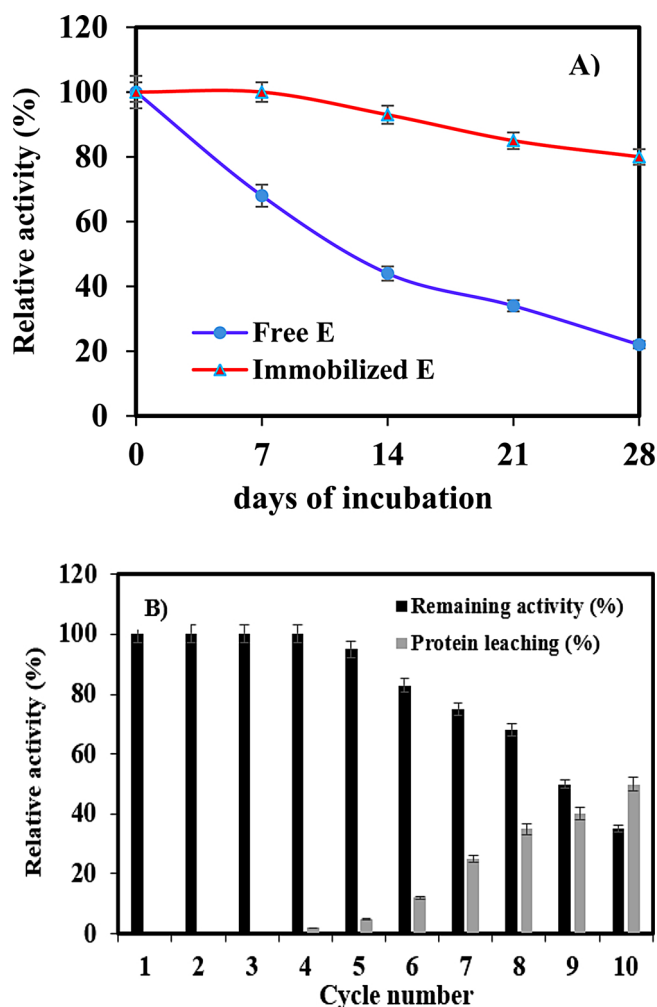 A)
Relative activity (%)
120
100
80
60
40
20
0
Free E
Immobilized E
0 7 14 21 28
days of incubation
B)
Relative activity (%)
120
100
80
60
40
20
0
Remaining activity (%)
Protein leaching (%)
1 2 3 4 5 6 7 8 9 10
Cycle number